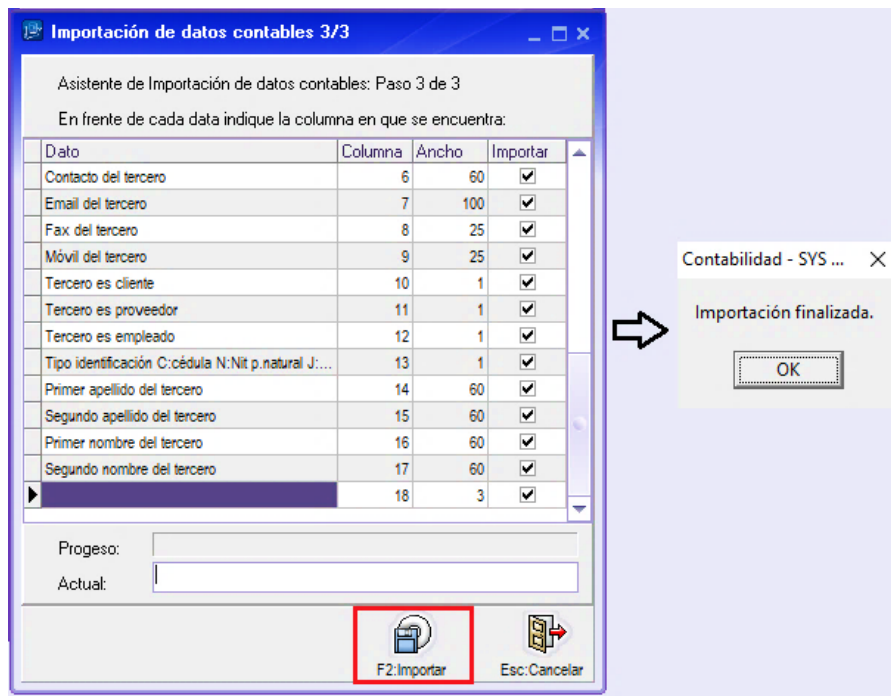 Importación de datos contables 3/3
Asistente de Importación de datos contables: Paso 3 de 3
En frente de cada data indique la columna en que se encuentra:
Dato Columna Ancho Importar
Contacto del tercero 6 60
Email del tercero 7 100
Fax del tercero 8 25
Móvil del tercero 9 25
Tercero es cliente 10 1
Tercero es proveedor 11 1
Tercero es empleado 12 1
Tipo identificación C:cédula N:Nit p.natural J:... 13 1
Primer apellido del tercero 14 60
Segundo apellido del tercero 15 60
Primer nombre del tercero 16 60
Segundo nombre del tercero 17 60
18 3
Progeso:
Actual:
F2:Importar Esc:Cancelar
Contabilidad - SYS ...
Importación finalizada.
OK